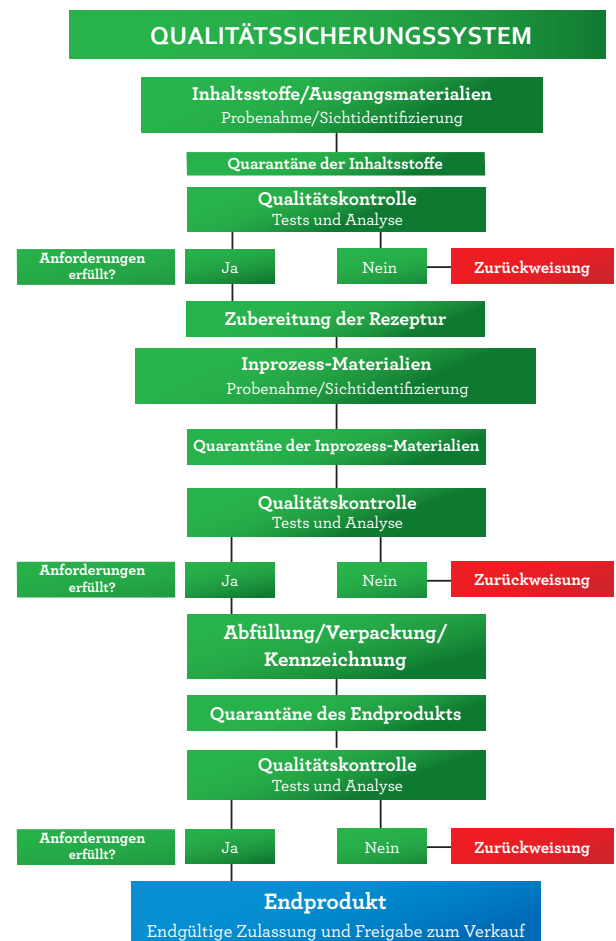 QUALITÄTSSICHERUNGSSYSTEM
Inhaltsstoffe/Ausgangsmaterialien
Probenahme/Sichtidentifizierung
Quarantäne der Inhaltsstoffe
Qualitätskontrolle
Tests und Analyse
Anforderungen
erfüllt?
Ja
Nein
Zurückweisung
Zubereitung der Rezeptur
Inprozess-Materialien
Probenahme/Sichtidentifizierung
Quarantäne der Inprozess-Materialien
Qualitätskontrolle
Tests und Analyse
Anforderungen
erfüllt?
Ja
Nein
Zurückweisung
Abfüllung/Verpackung/
Kennzeichnung
Quarantäne des Endprodukts
Qualitätskontrolle
Tests und Analyse
Anforderungen
erfüllt?
Ja
Nein
Zurückweisung
Endprodukt
Endgültige Zulassung und Freigabe zum Verkauf